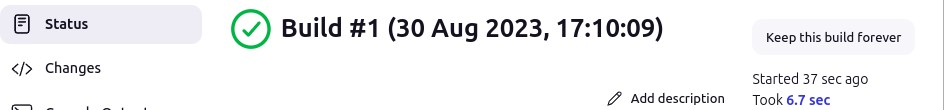 Status
Build #1 (30 Aug 2023, 17:10:09)
Keep this build forever
Changes
Started 37 sec ago
Add description
Took 6.7 sec